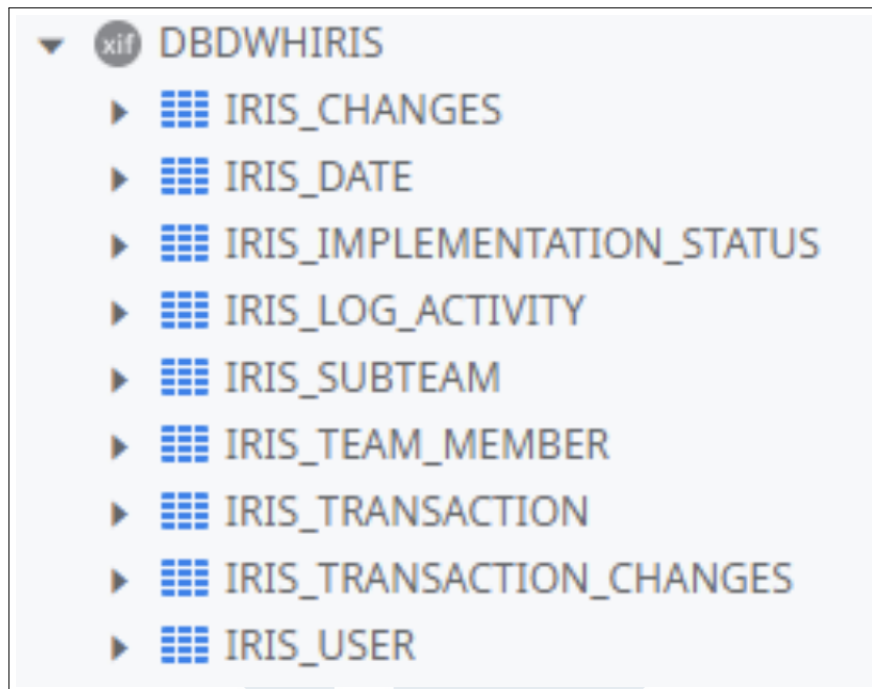 xif DBDWHIRIS
IRIS_CHANGES
IRIS_DATE
IRIS_IMPLEMENTATION_STATUS
IRIS_LOG_ACTIVITY
IRIS_SUBTEAM
IRIS_TEAM_MEMBER
IRIS_TRANSACTION
IRIS_TRANSACTION_CHANGES
IRIS_USER